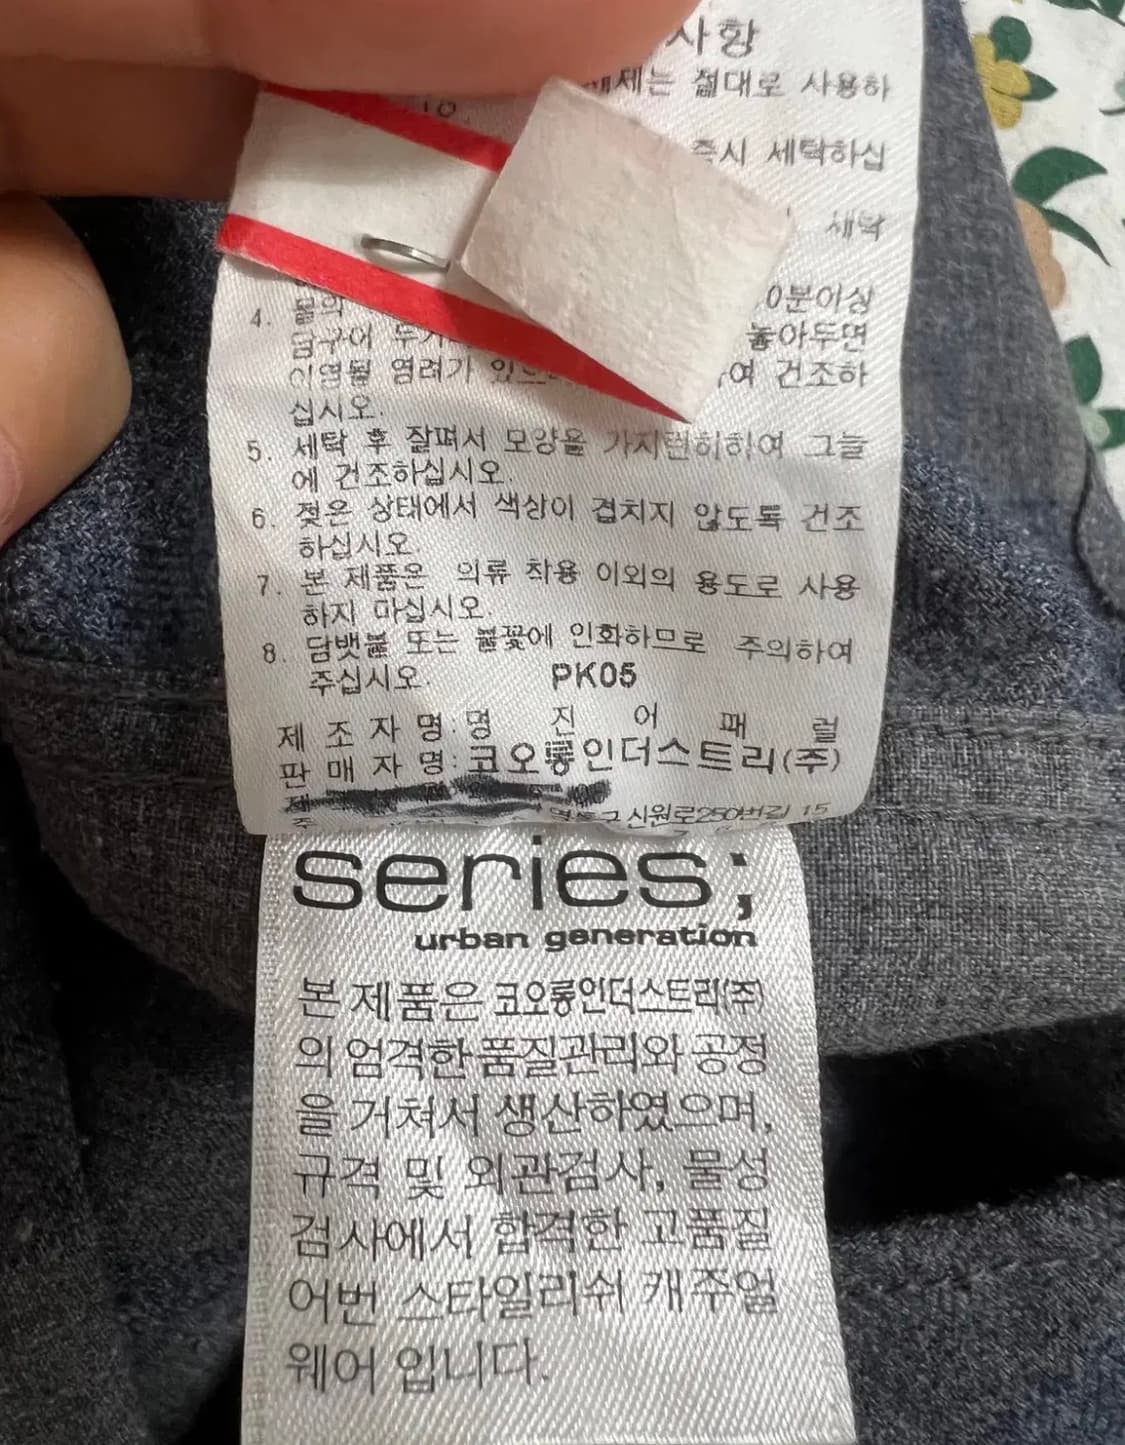 사항
제는 절대로 사용하
즉시 세탁하십
세탁
0분이상
4. 물의
담구어 놓아두면
이염될 염려가 여 건조하
십시오.
5. 세탁 후 잘펴서 모양을 가지런히하여 그늘
에 건조하십시오.
6. 젖은 상태에서 색상이 겹치지 않도록 건조
하십시오.
7. 본 제품은 의류 착용 이외의 용도로 사용
하지 마십시오.
8. 담뱃불 또는 불꽃에 인화하므로 주의하여
주십시오. PK05
제 조 자 명:명 진 어 패 럴
판 매 자 명:코오롱인더스트리(주)
신원로250번길 15
series;
urban generation
본 제품은 코오롱인더스트리(주)
의 엄격한 품질관리와 공정
을 거쳐서 생산하였으며,
규격 및 외관검사, 물성
검사에서 합격한 고품질
어번 스타일리쉬 캐주얼
웨어 입니다.